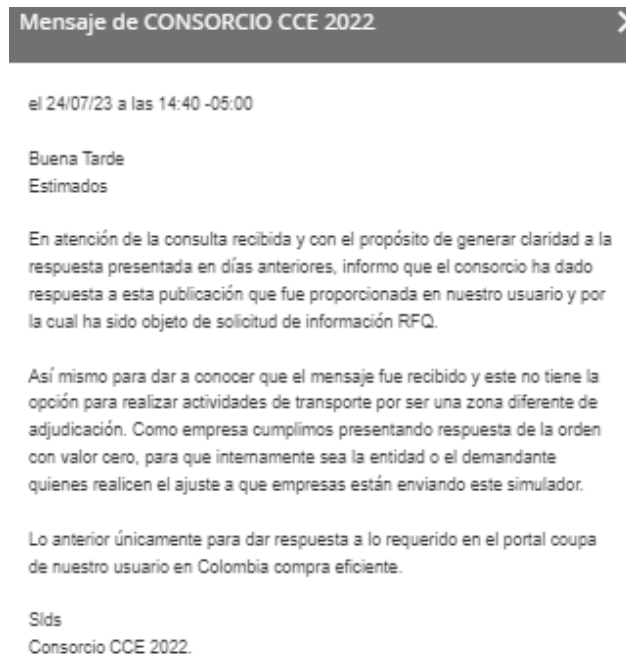 Mensaje de CONSORCIO CCE 2022
el 24/07/23 a las 14:40 -05:00
Buena Tarde
Estimados
En atención de la consulta recibida y con el propósito de generar claridad a la
respuesta presentada en días anteriores, informo que el consorcio ha dado
respuesta a esta publicación que fue proporcionada en nuestro usuario y por
la cual ha sido objeto de solicitud de información RFQ.
Así mismo para dar a conocer que el mensaje fue recibido y este no tiene la
opción para realizar actividades de transporte por ser una zona diferente de
adjudicación. Como empresa cumplimos presentando respuesta de la orden
con valor cero, para que internamente sea la entidad o el demandante
quienes realicen el ajuste a que empresas están enviando este simulador.
Lo anterior únicamente para dar respuesta a lo requerido en el portal coupa
de nuestro usuario en Colombia compra eficiente.
Slds
Consorcio CCE 2022.